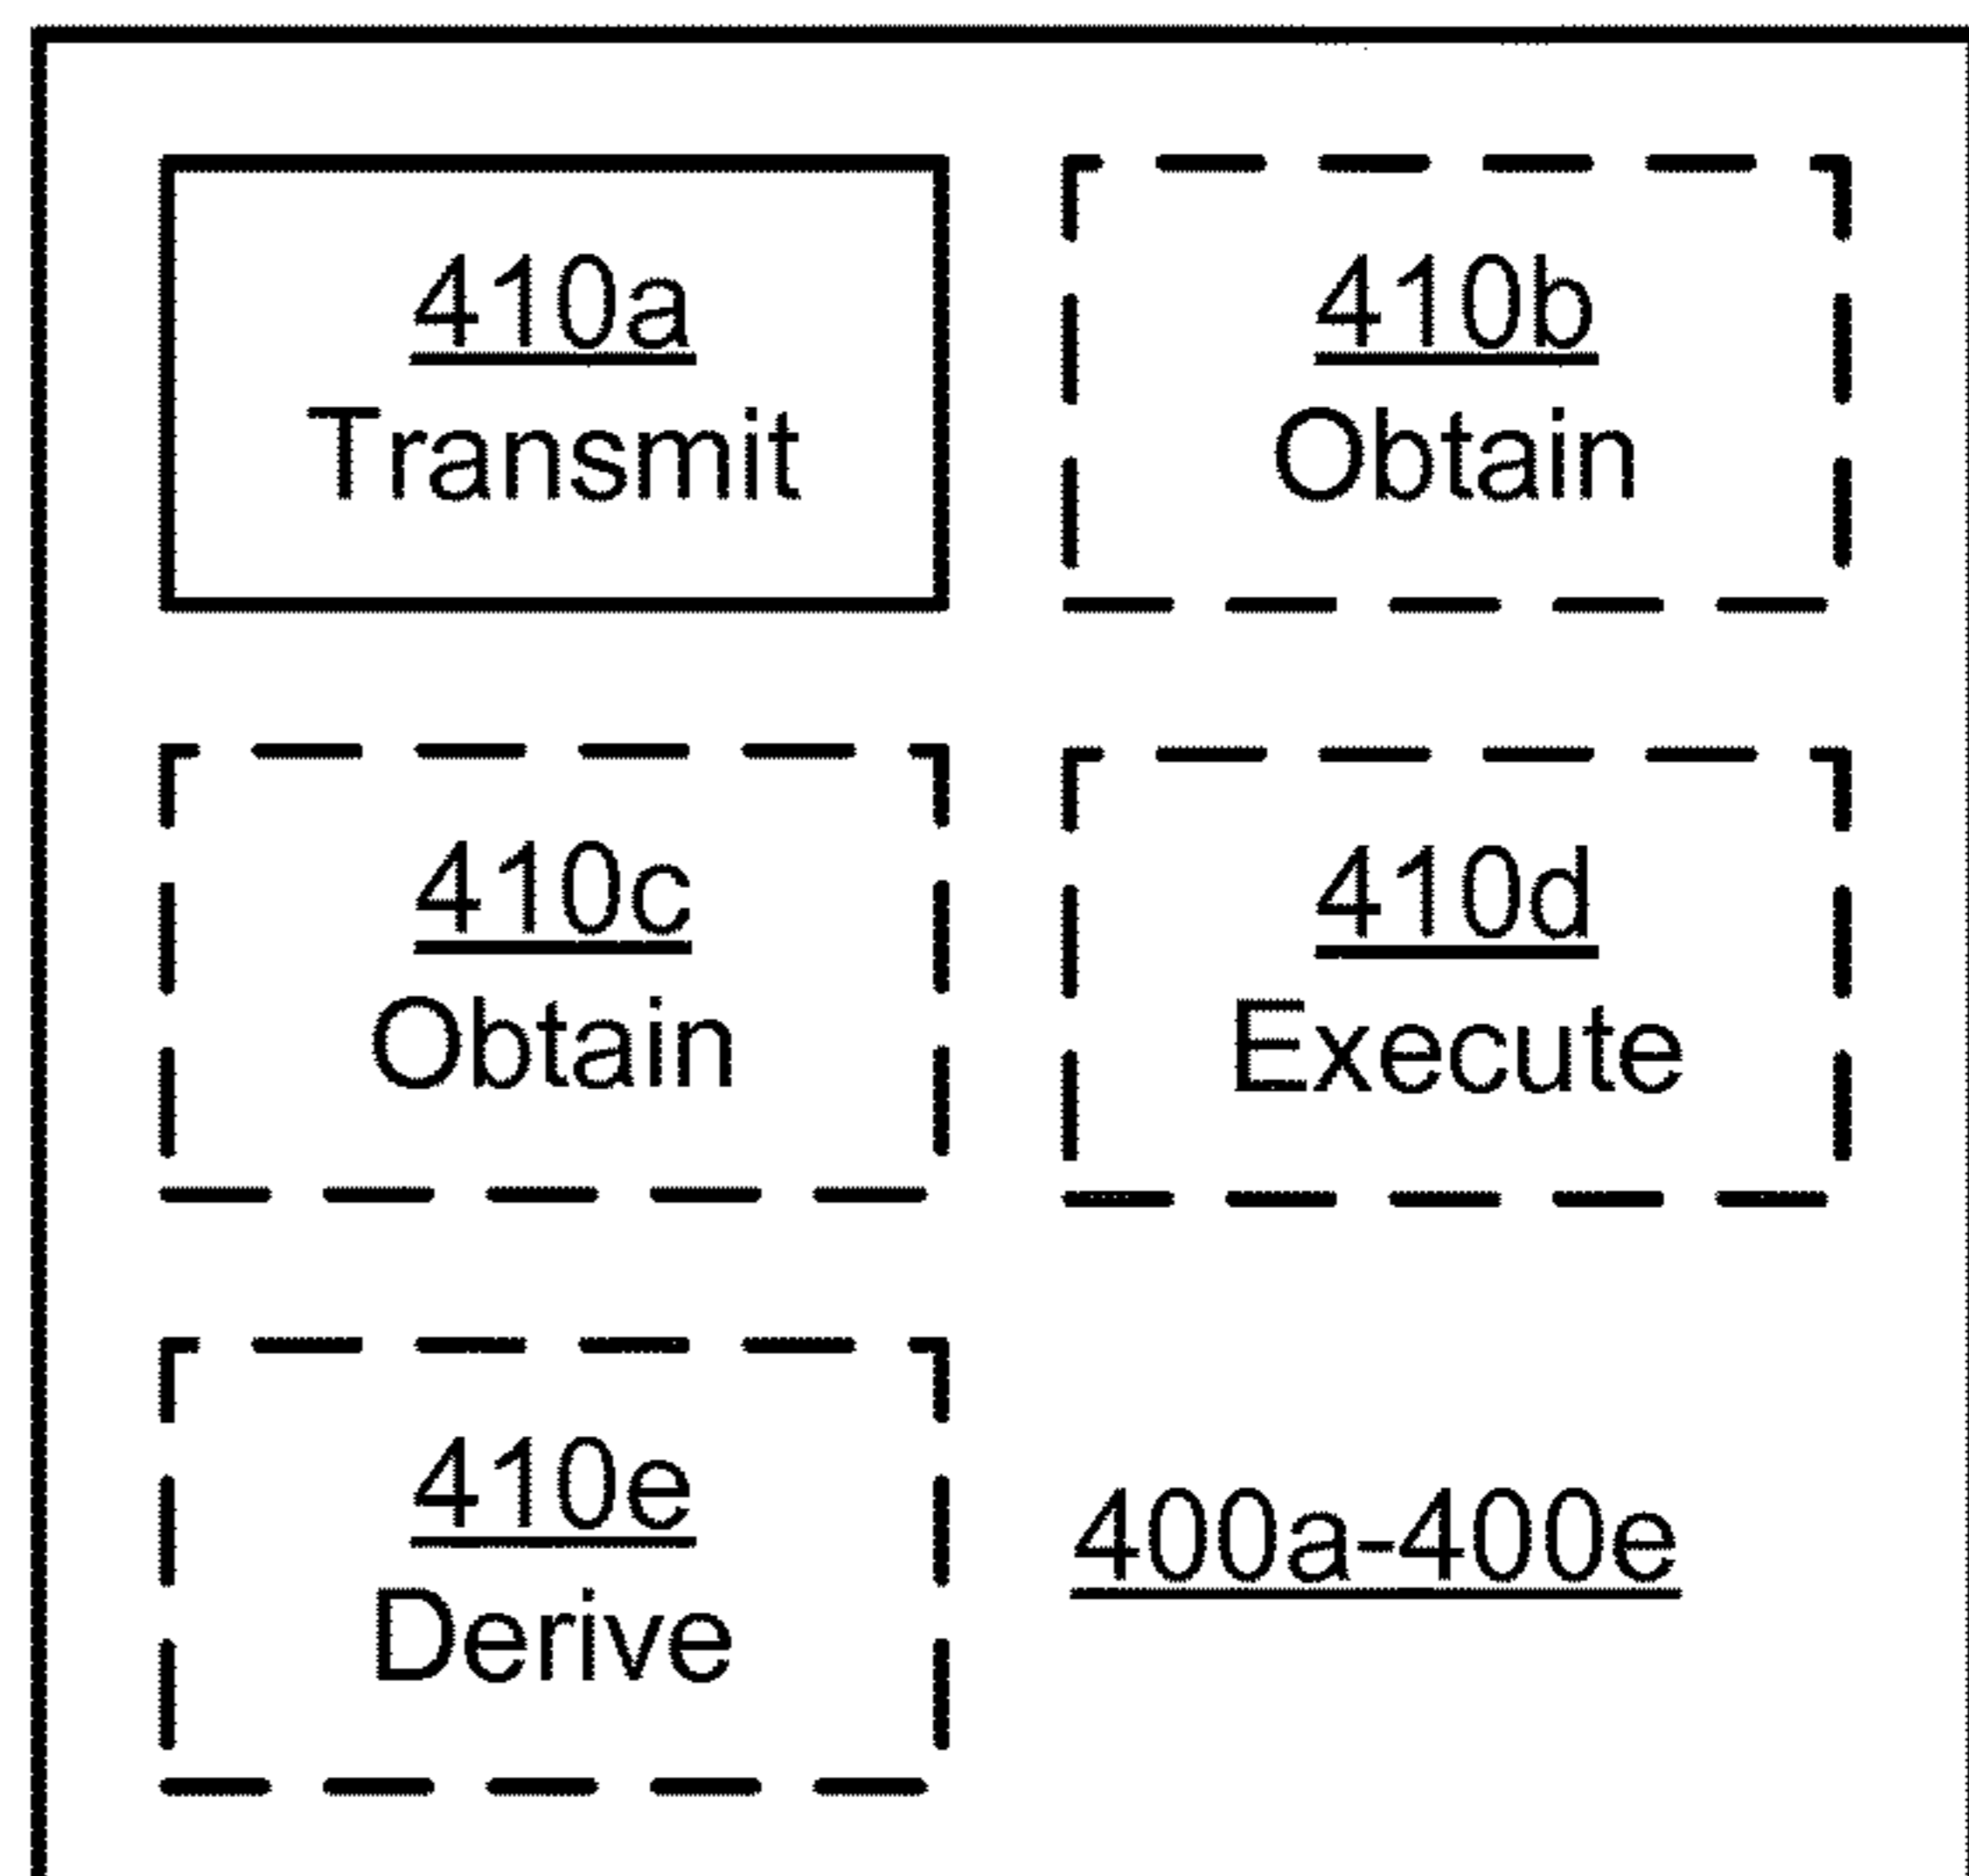 410a
Transmit
410b
Obtain
410c
Obtain
410d
Execute
410e
Derive
400a-400e